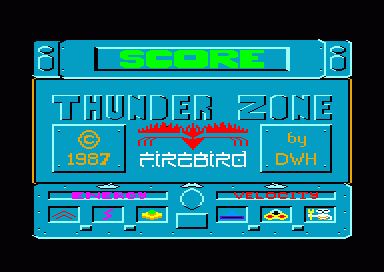 SCORE
THUNDER ZONE
© 1987
FIREBIRD
by DWH
ENERGY
VELOCITY